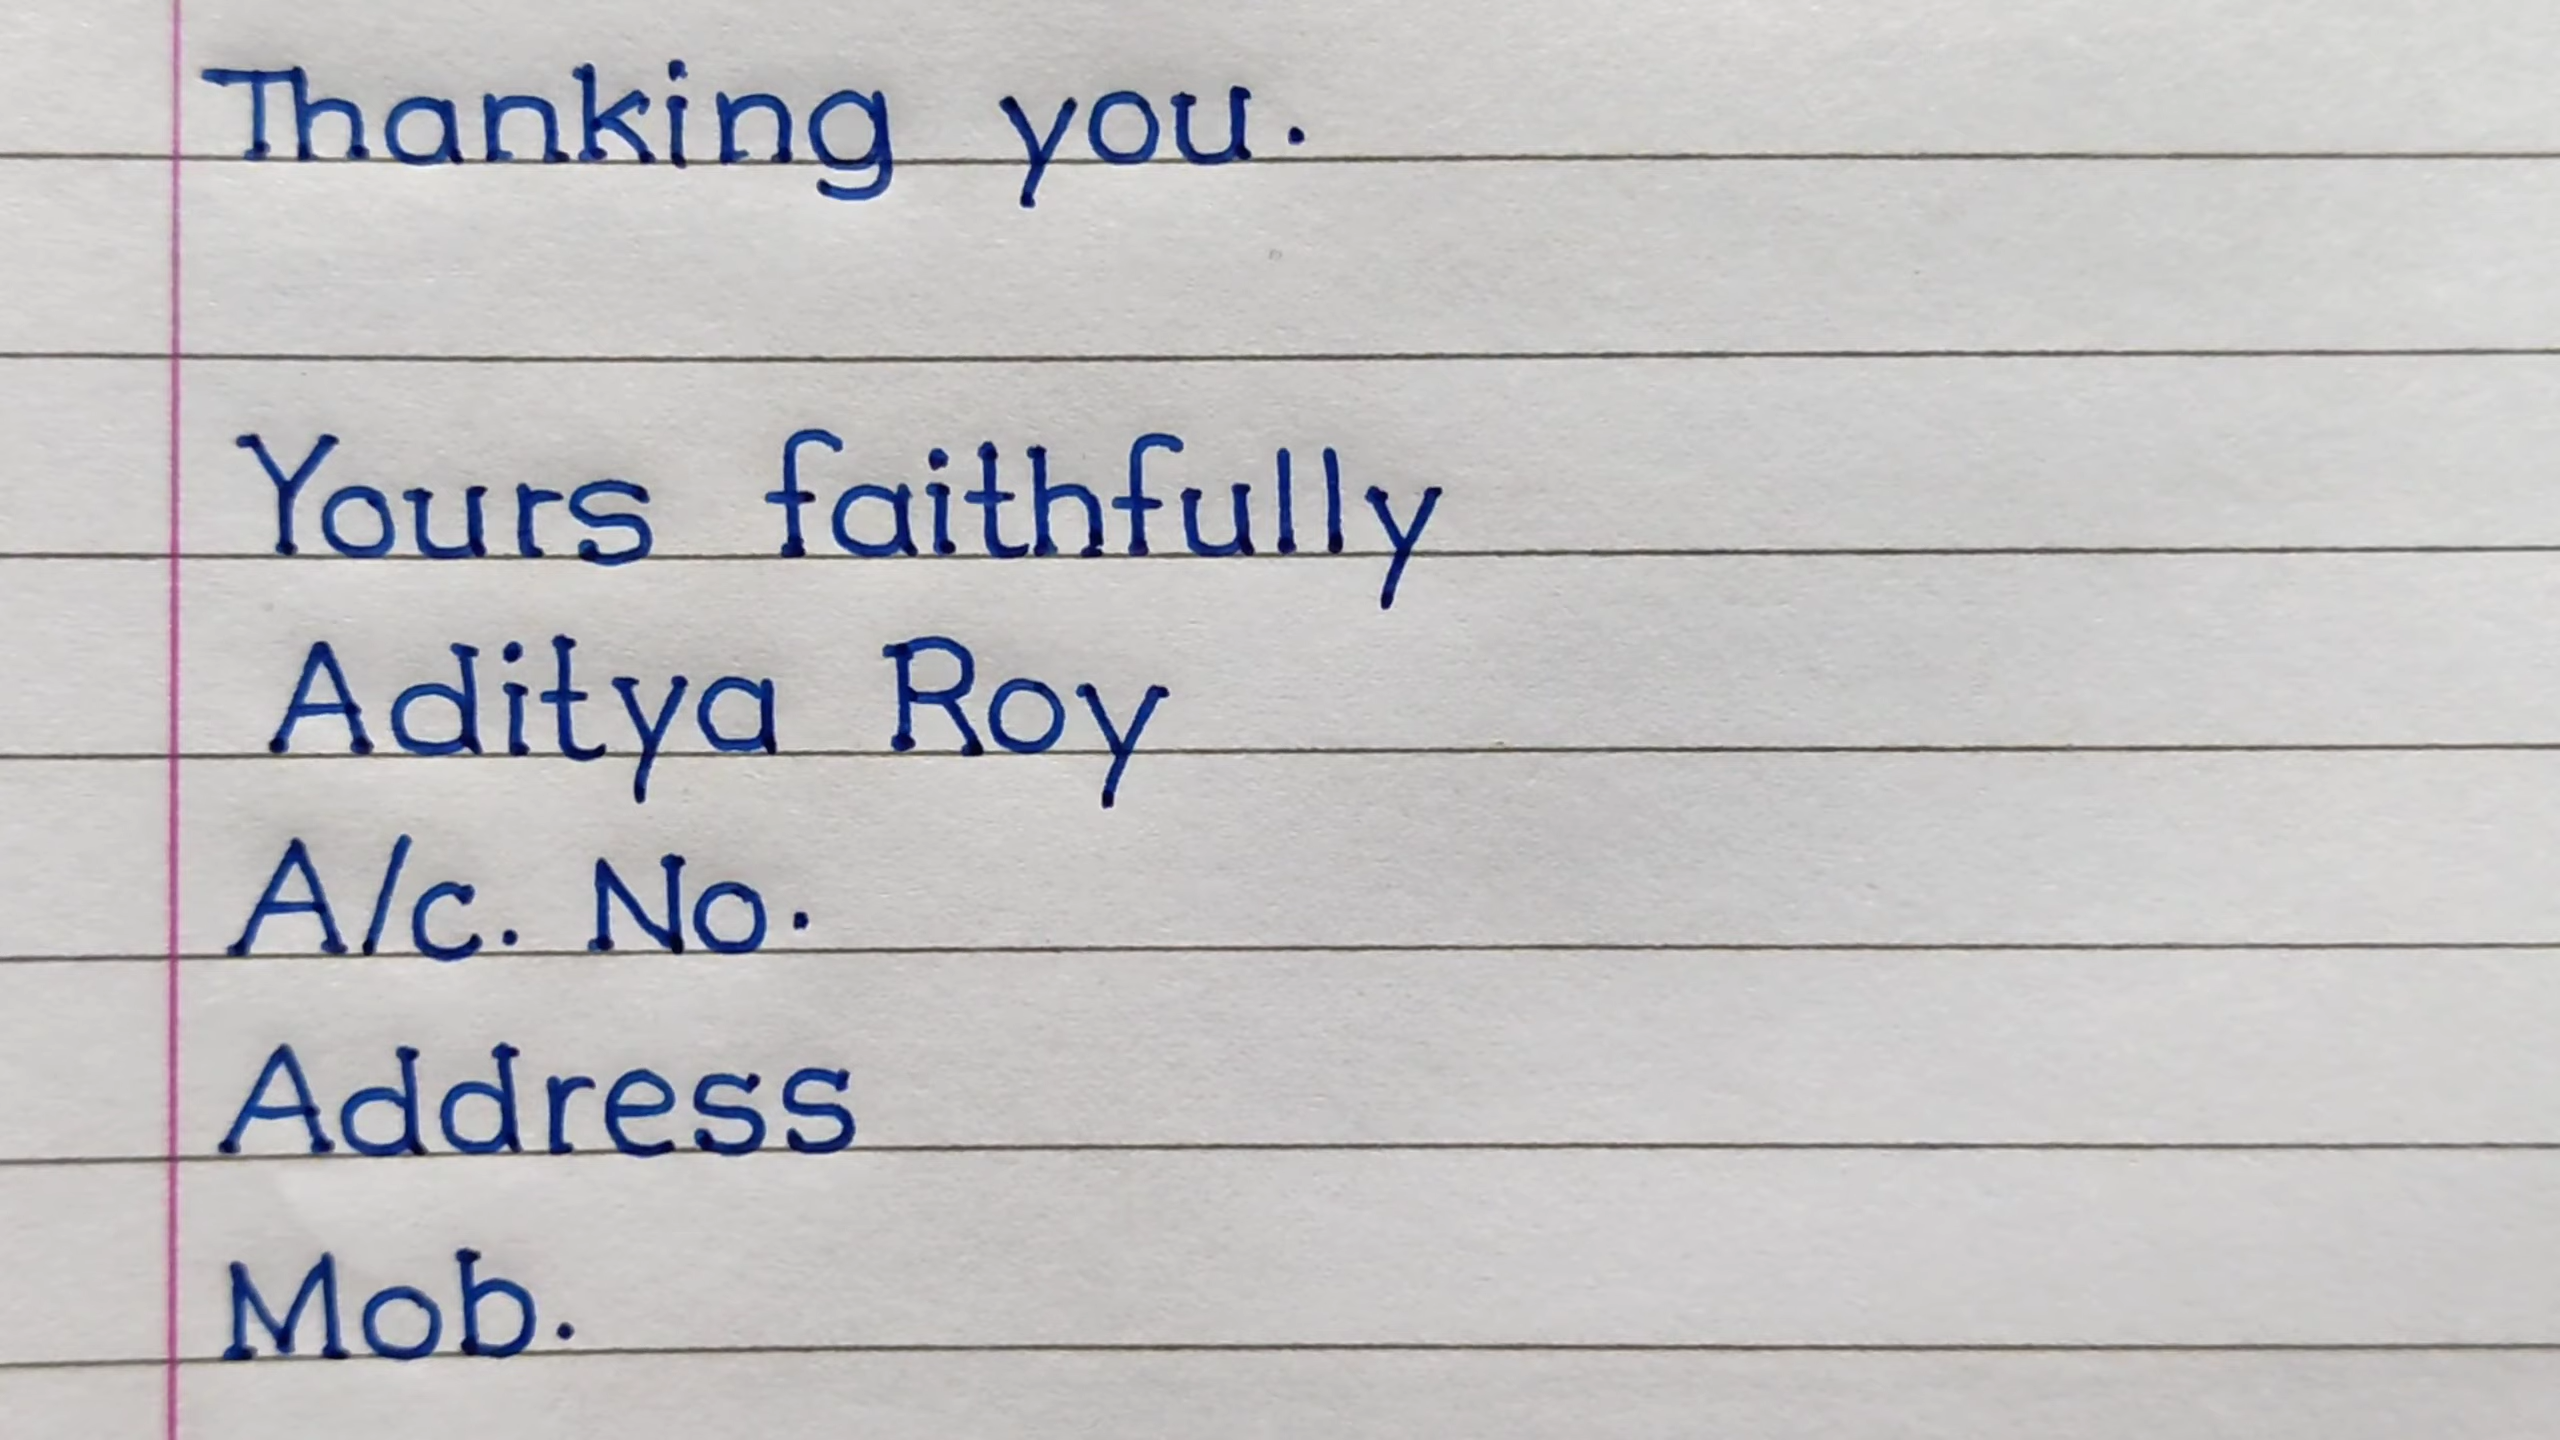 Thanking you.
Yours faithfully
Aditya Roy
A/c. No.
Address
Mob.